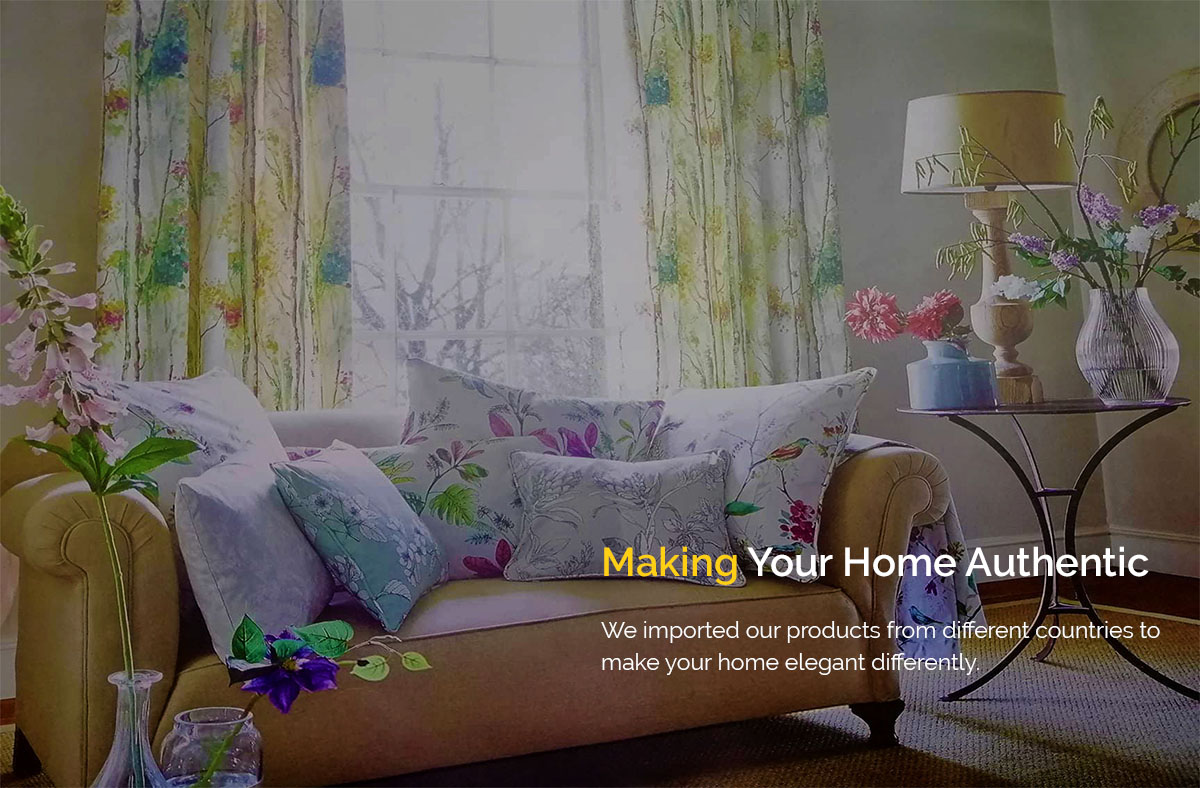 Making Your Home Authentic
We imported our products from different countries to
make your home elegant differently.